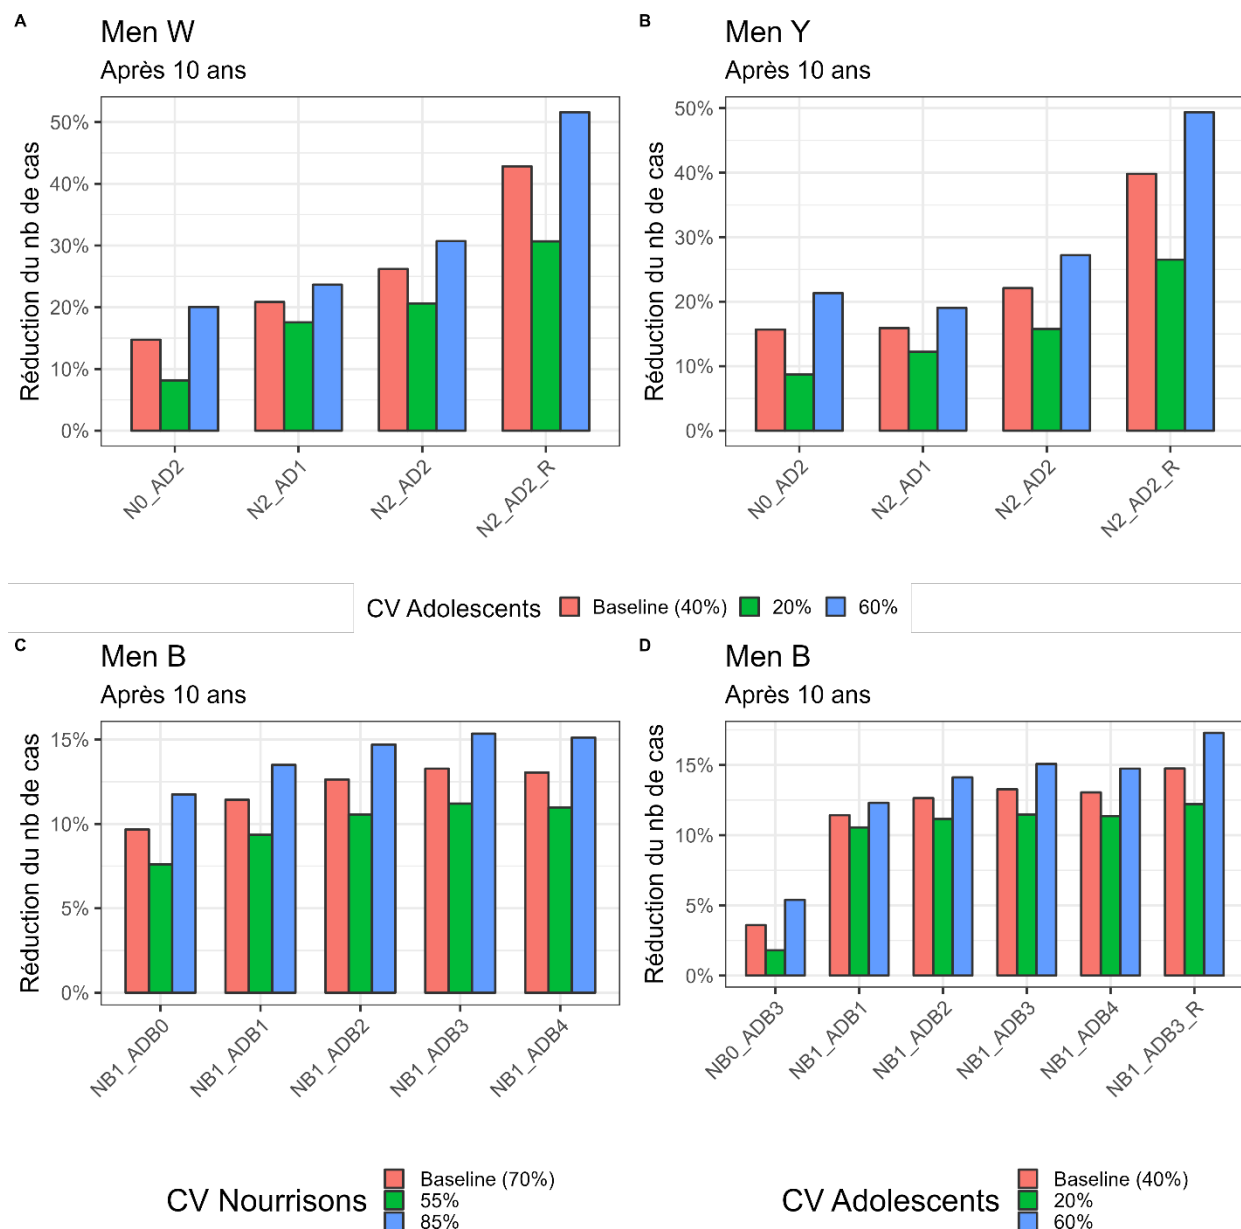 A
Men W
Après 10 ans
Réduction du nb de cas
50%
40%
30%
20%
10%
0%
N0_AD2
N2_AD1
N2_AD2
N2_AD2_R
B
Men Y
Après 10 ans
Réduction du nb de cas
50%
40%
30%
20%
10%
0%
N0_AD2
N2_AD1
N2_AD2
N2_AD2_R
CV Adolescents Baseline (40%) 20% 60%
C
Men B
Après 10 ans
Réduction du nb de cas
15%
10%
5%
0%
NB1_ADB0
NB1_ADB1
NB1_ADB2
NB1_ADB3
NB1_ADB4
CV Nourrisons
Baseline (70%)
55%
85%
D
Men B
Après 10 ans
Réduction du nb de cas
15%
10%
5%
0%
NB0_ADB3
NB1_ADB1
NB1_ADB2
NB1_ADB3
NB1_ADB4
NB1_ADB3_R
CV Adolescents
Baseline (40%)
20%
60%